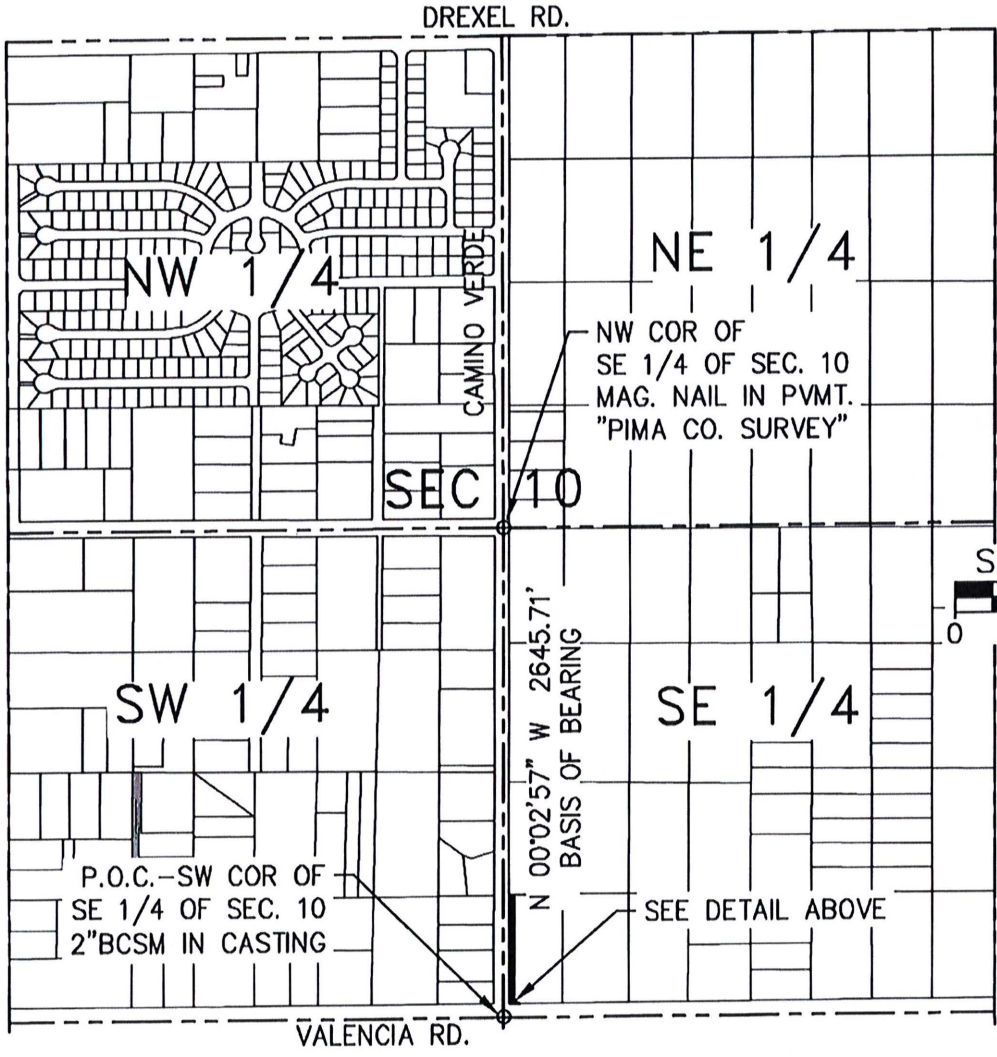 DREXEL RD.
NW 1/4
NE 1/4
CAMINO VERDE
NW COR OF
SE 1/4 OF SEC. 10
MAG. NAIL IN PVMT.
"PIMA CO. SURVEY"
SEC 10
S
0
N 00°02'57" W 2645.71'
BASIS OF BEARING
SW 1/4
SE 1/4
P.O.C.-SW COR OF
SE 1/4 OF SEC. 10
2"BCSM IN CASTING
SEE DETAIL ABOVE
VALENCIA RD.